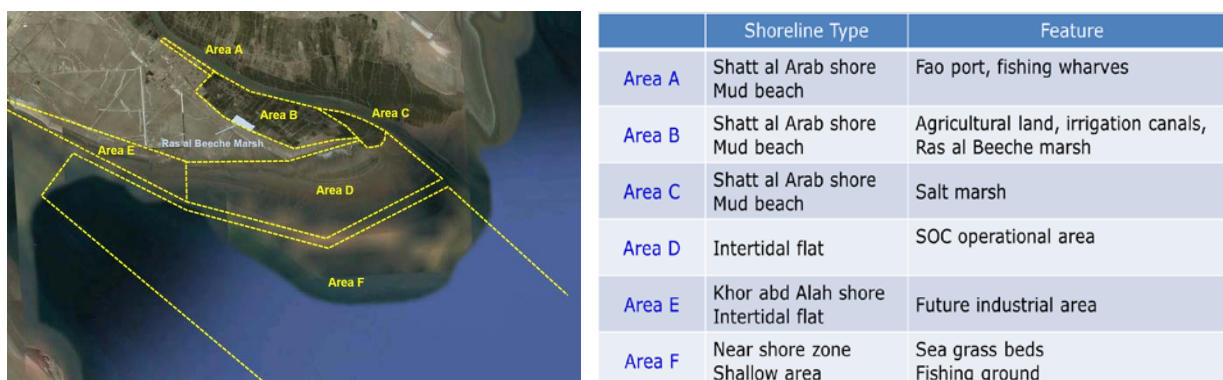 Area A
Area B
Area C
Ras al Beeche Marsh
Area E
Area D
Area F
Shoreline Type Feature
Area A
Shatt al Arab shore
Mud beach
Fao port, fishing wharves
Area B
Shatt al Arab shore
Mud beach
Agricultural land, irrigation canals,
Ras al Beeche marsh
Area C
Shatt al Arab shore
Mud beach
Salt marsh
Area D
Intertidal flat
SOC operational area
Area E
Khor abd Alah shore
Intertidal flat
Future industrial area
Area F
Near shore zone
Shallow area
Sea grass beds
Fishing ground